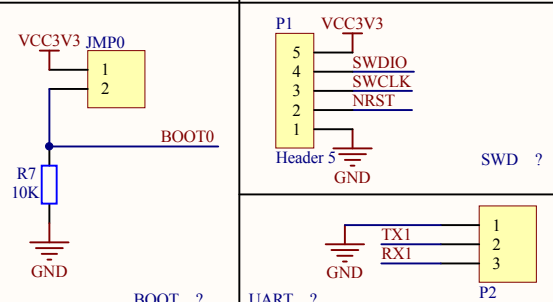 VCC3V3
JMP0
1
2
BOOT0
R7
10K
GND
BOOT ?
P1
VCC3V3
5
4
SWDIO
3
SWCLK
2
NRST
1
Header 5
GND
SWD ?
1
TX1
2
RX1
3
GND
P2
UART ?